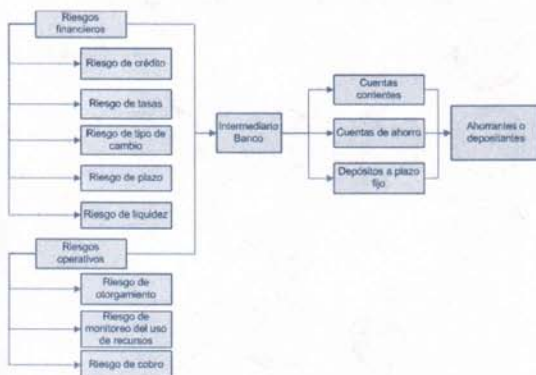 Riesgos
financieros
Riesgo de crédito
Riesgo de tasas
Riesgo de tipo de
cambio
Riesgo de plazo
Riesgo de liquidez
Riesgos
operativos
Riesgo de
otorgamiento
Riesgo de
monitoreo del uso
de recursos
Riesgo de cobro
Intermediario
Banco
Cuentas
corrientes
Cuentas de ahorro
Depósitos a plazo
fijo
Ahorrantes o
depositantes